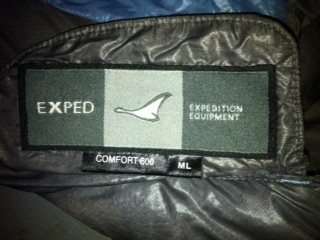 EXPED
EXPEDITION
EQUIPMENT
COMFORT 600
ML